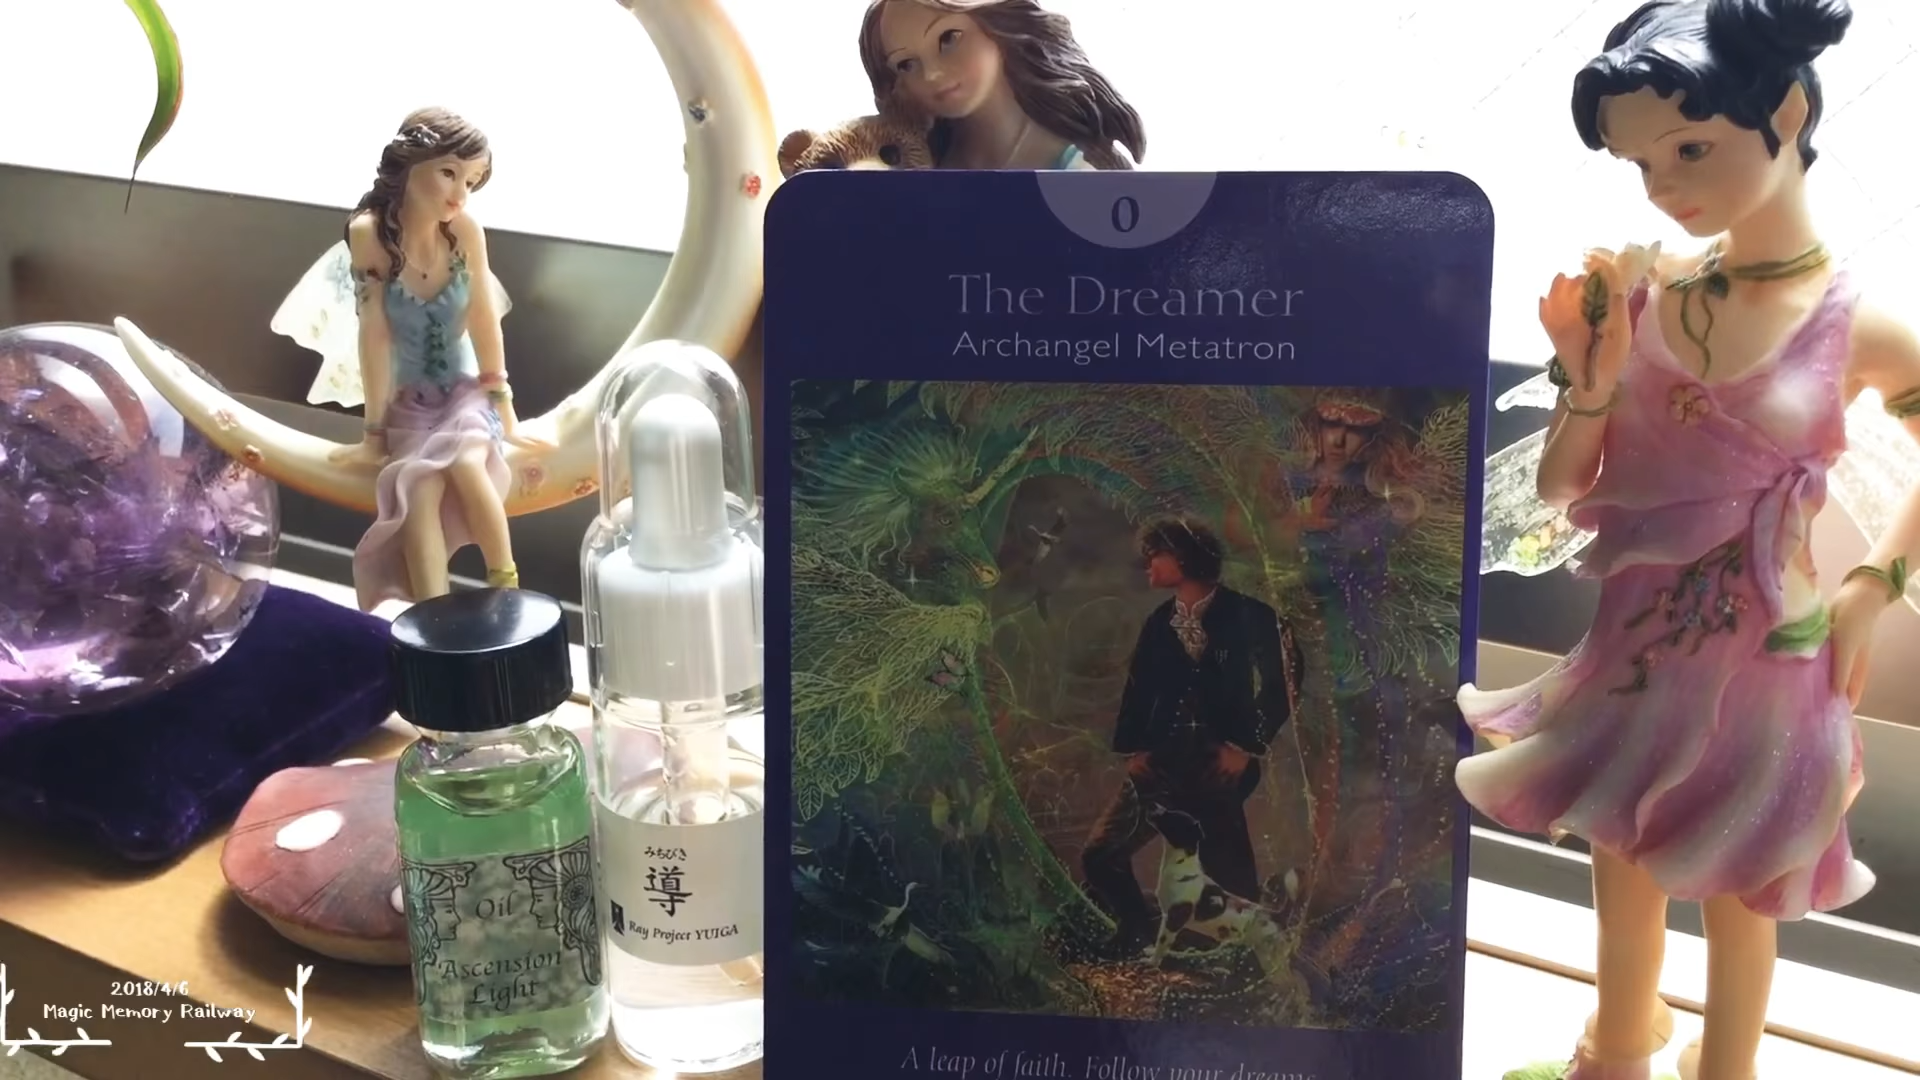 0
The Dreamer
Archangel Metatron
A leap of faith. Follow your dreams
みちびき
導
Ray Project YUIGA
Oil
Ascension
Light
2018/4/6
Magic Memory Railway